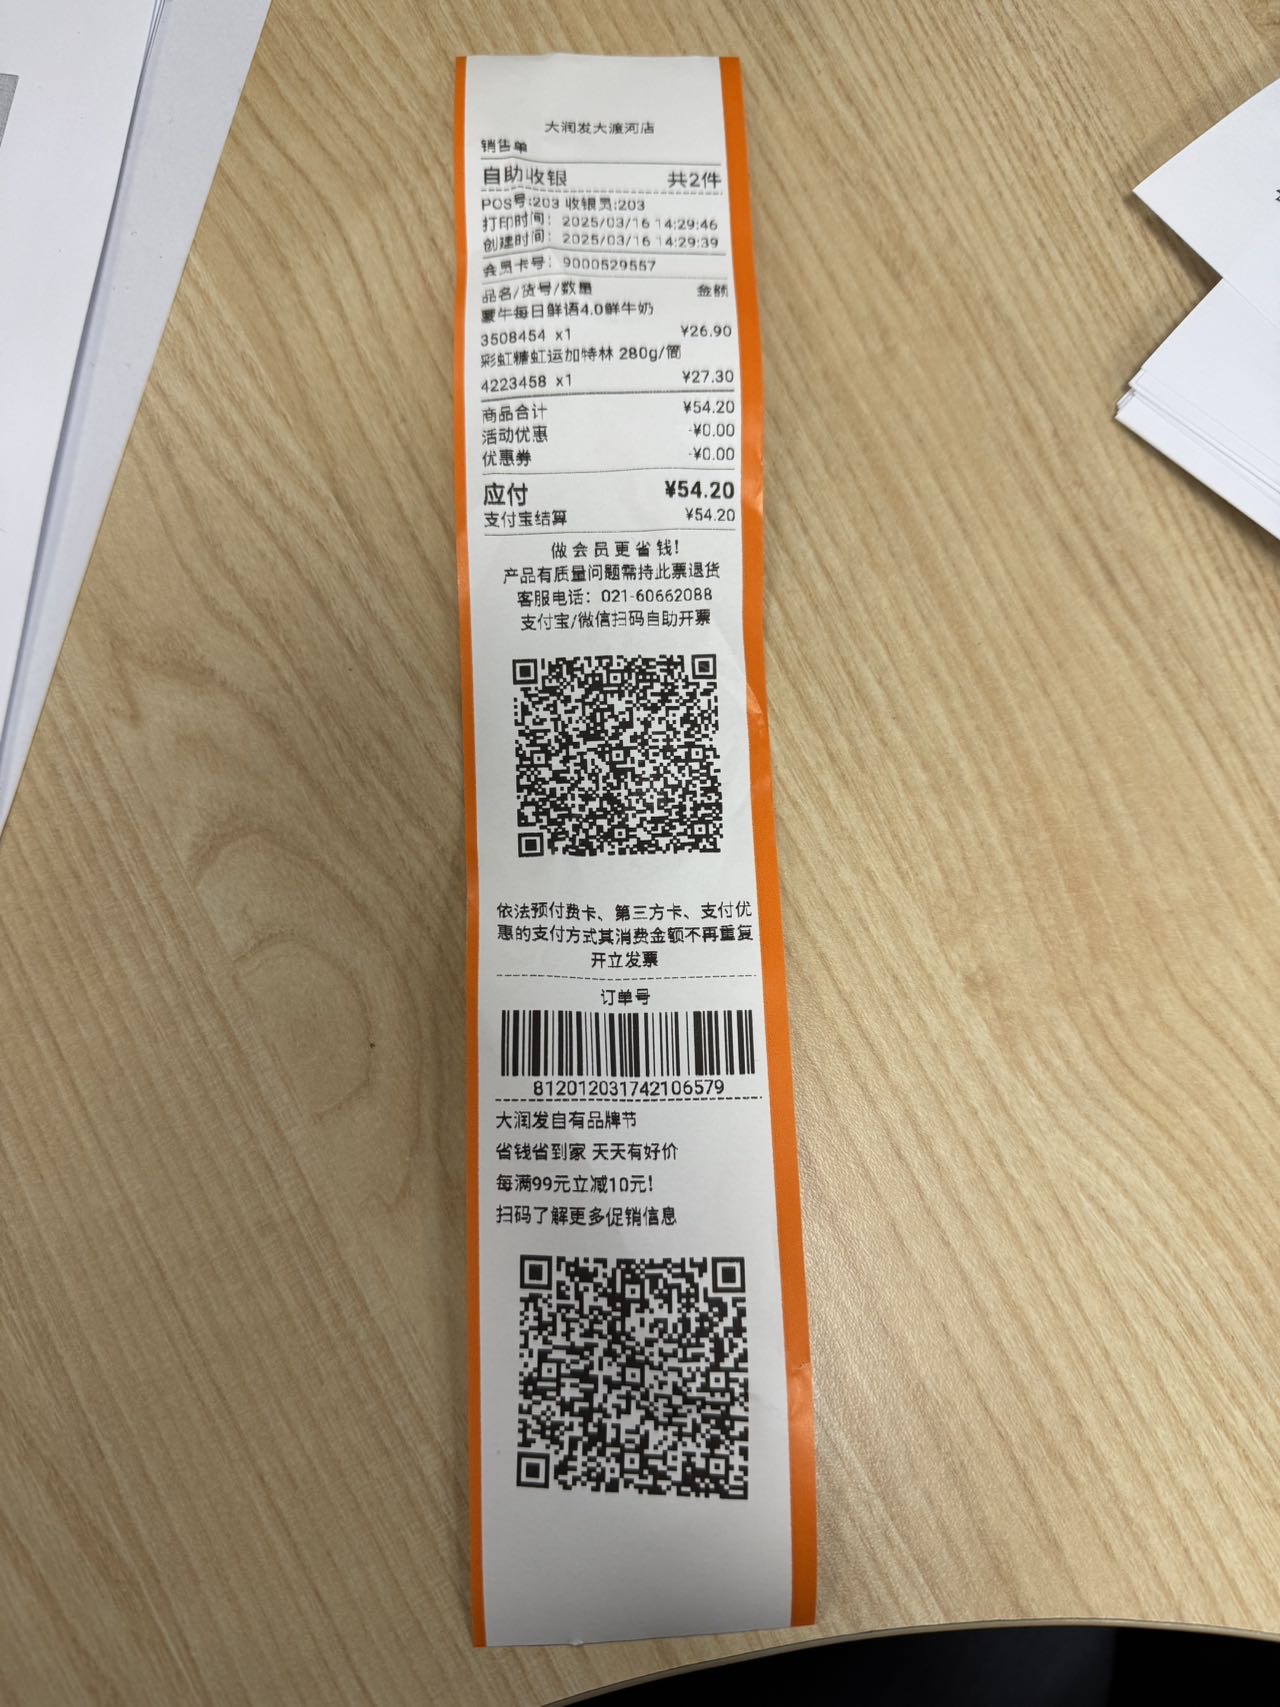 大润发大渡河店
销售单
自助收银 共2件
POS号:203 收银员:203
打印时间: 2025/03/16 14:29:46
创建时间: 2025/03/16 14:29:39
会员卡号: 9000529557
品名/货号/数量 金额
蒙牛每日鲜语4.0鲜牛奶
3508454 x1 ¥26.90
彩虹糖虹运加特林 280g/筒
4223458 x1 ¥27.30
商品合计 ¥54.20
活动优惠 -¥0.00
优惠券 -¥0.00
应付 ¥54.20
支付宝结算 ¥54.20
做会员更省钱!
产品有质量问题需持此票退货
客服电话: 021-60662088
支付宝/微信扫码自助开票
依法预付费卡、第三方卡、支付优
惠的支付方式其消费金额不再重复
开立发票
订单号
812012031742106579
大润发自有品牌节
省钱省到家 天天有好价
每满99元立减10元!
扫码了解更多促销信息